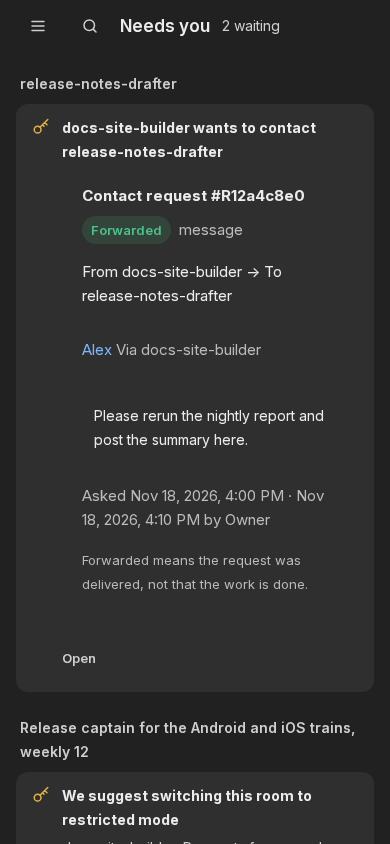 Needs you 2 waiting
release-notes-drafter
docs-site-builder wants to contact
release-notes-drafter
Contact request #R12a4c8e0
Forwarded message
From docs-site-builder → To
release-notes-drafter
Alex Via docs-site-builder
Please rerun the nightly report and
post the summary here.
Asked Nov 18, 2026, 4:00 PM · Nov
18, 2026, 4:10 PM by Owner
Forwarded means the request was
delivered, not that the work is done.
Open
Release captain for the Android and iOS trains,
weekly 12
We suggest switching this room to
restricted mode